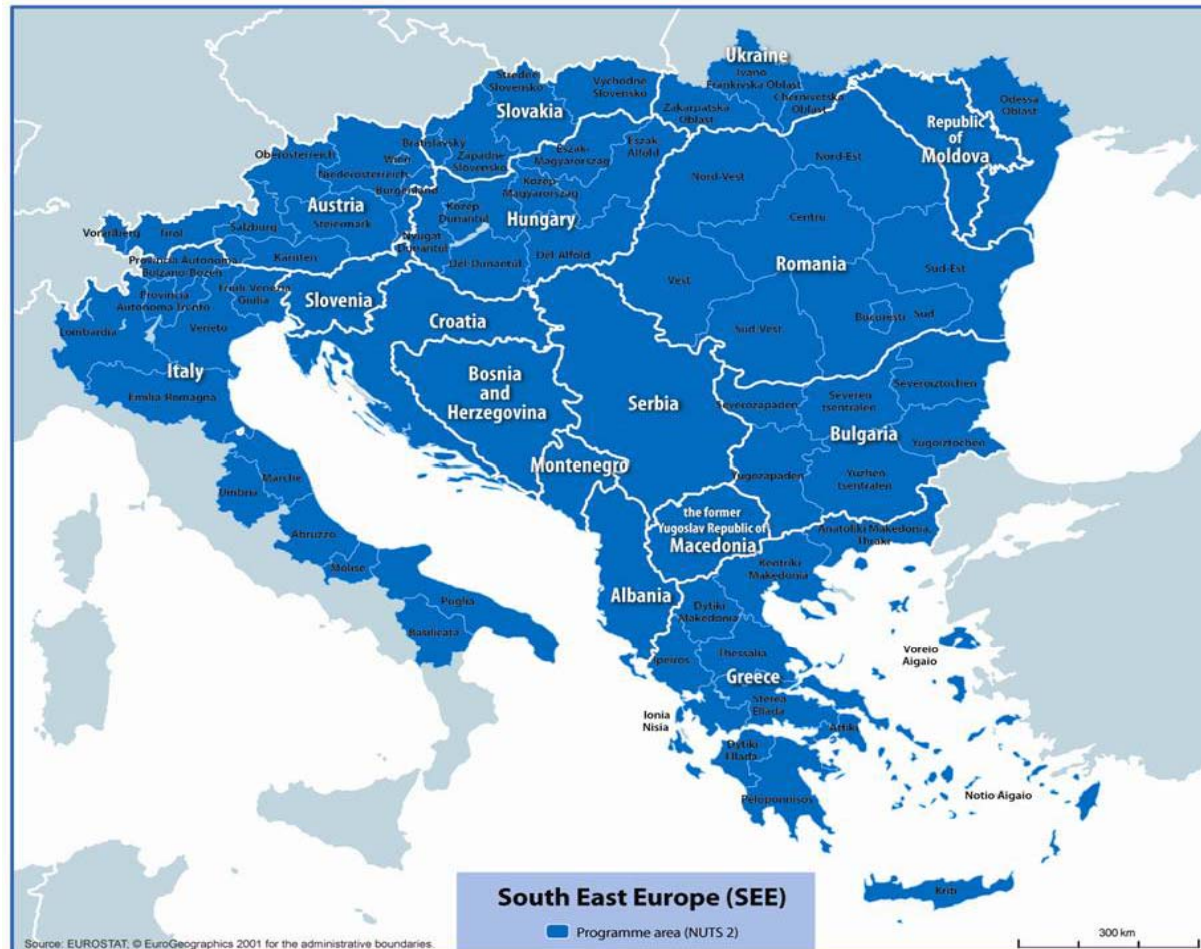 Ukraine
Ivano
Frankivska Oblast
Chernivetska
Oblast
Zakarpatska
Oblast
Odessa
Oblast
Republic
of
Moldova
Stredne
Slovensko
Vychodne
Slovensko
Slovakia
Bratislavsky
Zapadne
Slovensko
Oberösterreich
Wien
Niederösterreich
Burgenland
Austria
Steiermark
Salzburg
Vorarlberg
Tirol
Kärnten
Eszak
Alfold
Eszaki
Magyarorszag
Kozep
Magyarorszag
Kozep
Dunantul
Hungary
Nyugat
Dunantul
Del-Dunantul
Del-Alfold
Nord-Est
Nord-Vest
Centru
Romania
Sud-Est
Vest
Bucuresti
Sud
Sud-Vest
Provincia Autonoma
Bolzano-Bozen
Provincia
Autonoma Trento
Friuli-Venezia
Giulia
Lombardia
Veneto
Italy
Emilia-Romagna
Slovenia
Croatia
Bosnia
and
Herzegovina
Serbia
Montenegro
Severozapaden
Severen
tsentralen
Severoiztochen
Bulgaria
Yugoiztochen
Yugozapaden
Yuzhen
tsentralen
Marche
Umbria
Abruzzo
Molise
Puglia
Basilicata
the former
Yugoslav Republic of
Macedonia
Albania
Anatoliki Makedonia,
Thraki
Kentriki
Makedonia
Dytiki
Makedonia
Ipeiros
Thessalia
Greece
Sterea
Ellada
Voreio
Aigaio
Ionia
Nisia
Attiki
Dytiki
Ellada
Peloponnisos
Notio Aigaio
Kriti
South East Europe (SEE)
Programme area (NUTS 2)
300 km
Source: EUROSTAT, © EuroGeographics 2001 for the administrative boundaries.